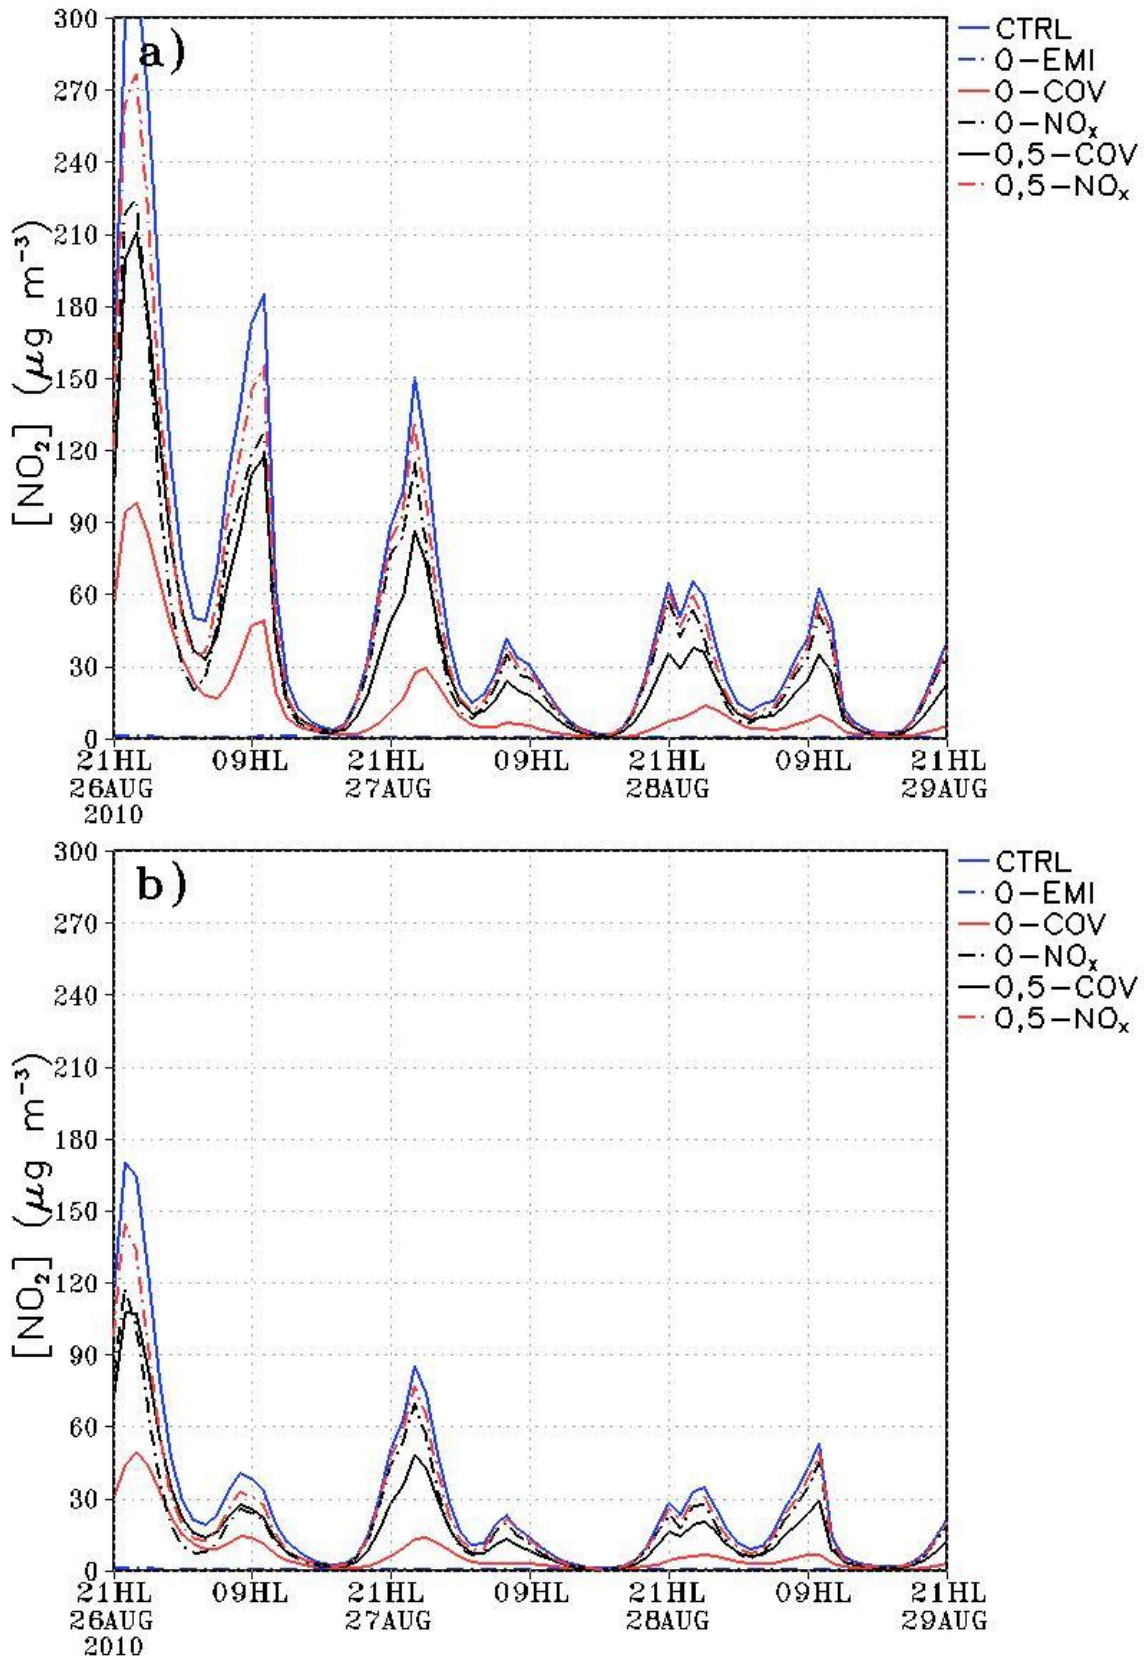 a)
300
270
240
210
180
150
120
90
60
30
0
[NO₂] (μg m⁻³)
21HL 09HL 21HL 09HL 21HL 09HL 21HL
26AUG 27AUG 28AUG 29AUG
2010
CTRL
0-EMI
0-COV
0-NOₓ
0,5-COV
0,5-NOₓ
b)
300
270
240
210
180
150
120
90
60
30
0
[NO₂] (μg m⁻³)
21HL 09HL 21HL 09HL 21HL 09HL 21HL
26AUG 27AUG 28AUG 29AUG
2010
CTRL
0-EMI
0-COV
0-NOₓ
0,5-COV
0,5-NOₓ